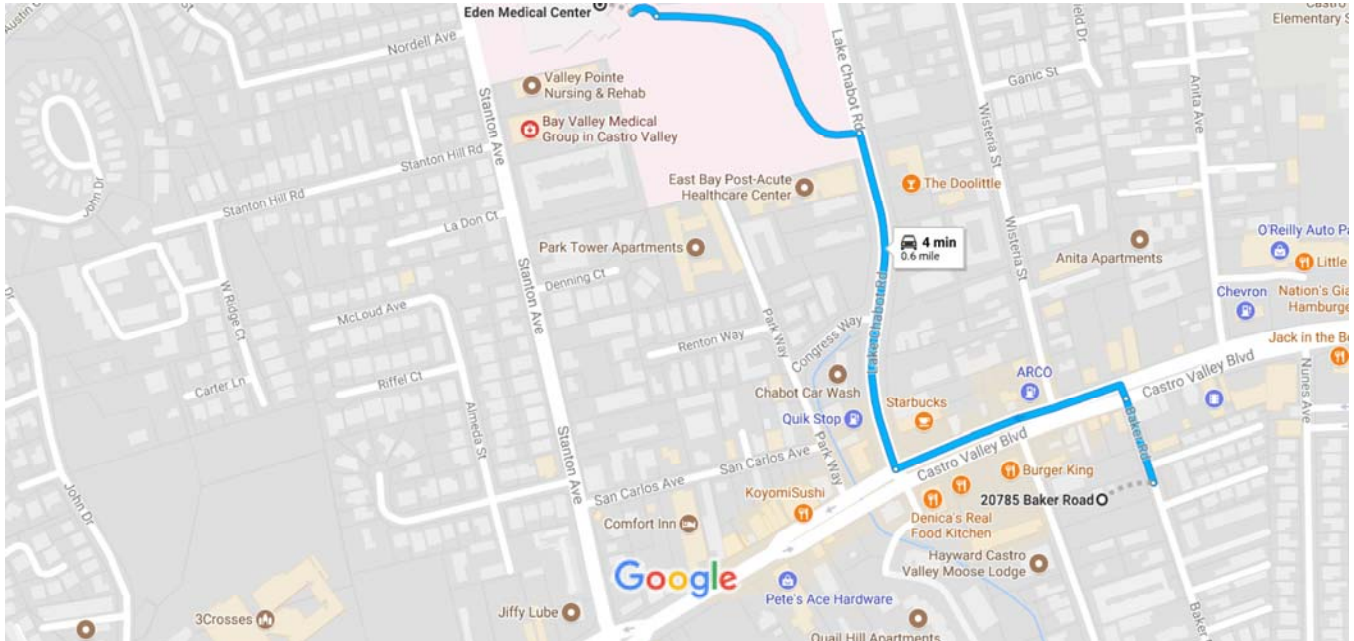 Austin
Eden Medical Center
Nordell Ave
Valley Pointe
Nursing & Rehab
Bay Valley Medical
Group in Castro Valley
Stanton Ave
Lake Chabot Rd
Castro
Elementary S
field Dr
Ganic St
Anita Ave
Wisteria St
John Dr
Stanton Hill Rd
Stanton Hill Rd
La Don Ct
East Bay Post-Acute
Healthcare Center
The Doolittle
Wisteria St
Park Tower Apartments
4 min
0.6 mile
Anita Apartments
O'Reilly Auto Pa
Little
Denning Ct
Stanton Ave
Dr
W Ridge Ct
McLoud Ave
Renton Way
Park Way
Congress Way
Lake Chabot Rd
Chevron
Nation's Gia
Hamburge
Jack in the Bo
Carter Ln
Riffel Ct
Almeda St
Chabot Car Wash
Quik Stop
Starbucks
ARCO
Castro Valley Blvd
Baker Rd
Nunes Ave
Stanton Ave
San Carlos Ave
San Carlos Ave
Park Way
Castro Valley Blvd
Burger King
KoyomiSushi
20785 Baker Road
Denica's Real
Food Kitchen
John Dr
Comfort Inn
Hayward Castro
Valley Moose Lodge
Google
Pete's Ace Hardware
3Crosses
Jiffy Lube
Quail Hill Apartments
Baker